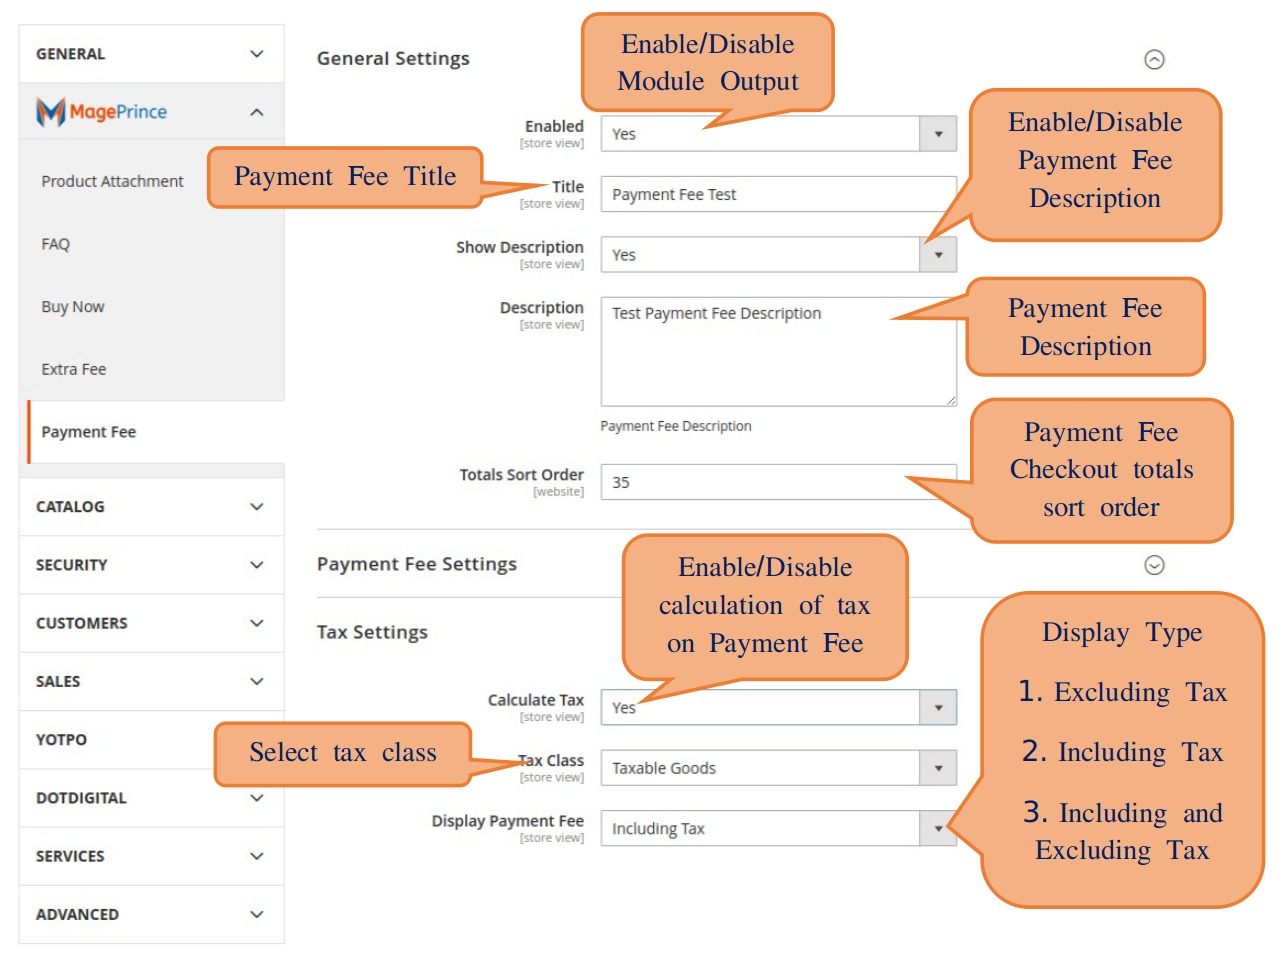 GENERAL
MagePrince
Product Attachment
FAQ
Buy Now
Extra Fee
Payment Fee
CATALOG
SECURITY
CUSTOMERS
SALES
YOTPO
DOTDIGITAL
SERVICES
ADVANCED
General Settings
Enable/Disable
Module Output
Enabled
[store view]
Yes
Payment Fee Title
Title
[store view]
Payment Fee Test
Enable/Disable
Payment Fee
Description
Show Description
[store view]
Yes
Description
[store view]
Test Payment Fee Description
Payment Fee
Description
Payment Fee Description
Totals Sort Order
[website]
35
Payment Fee
Checkout totals
sort order
Payment Fee Settings
Tax Settings
Enable/Disable
calculation of tax
on Payment Fee
Calculate Tax
[store view]
Yes
Select tax class
Tax Class
[store view]
Taxable Goods
Display Payment Fee
[store view]
Including Tax
Display Type
1. Excluding Tax
2. Including Tax
3. Including and
Excluding Tax